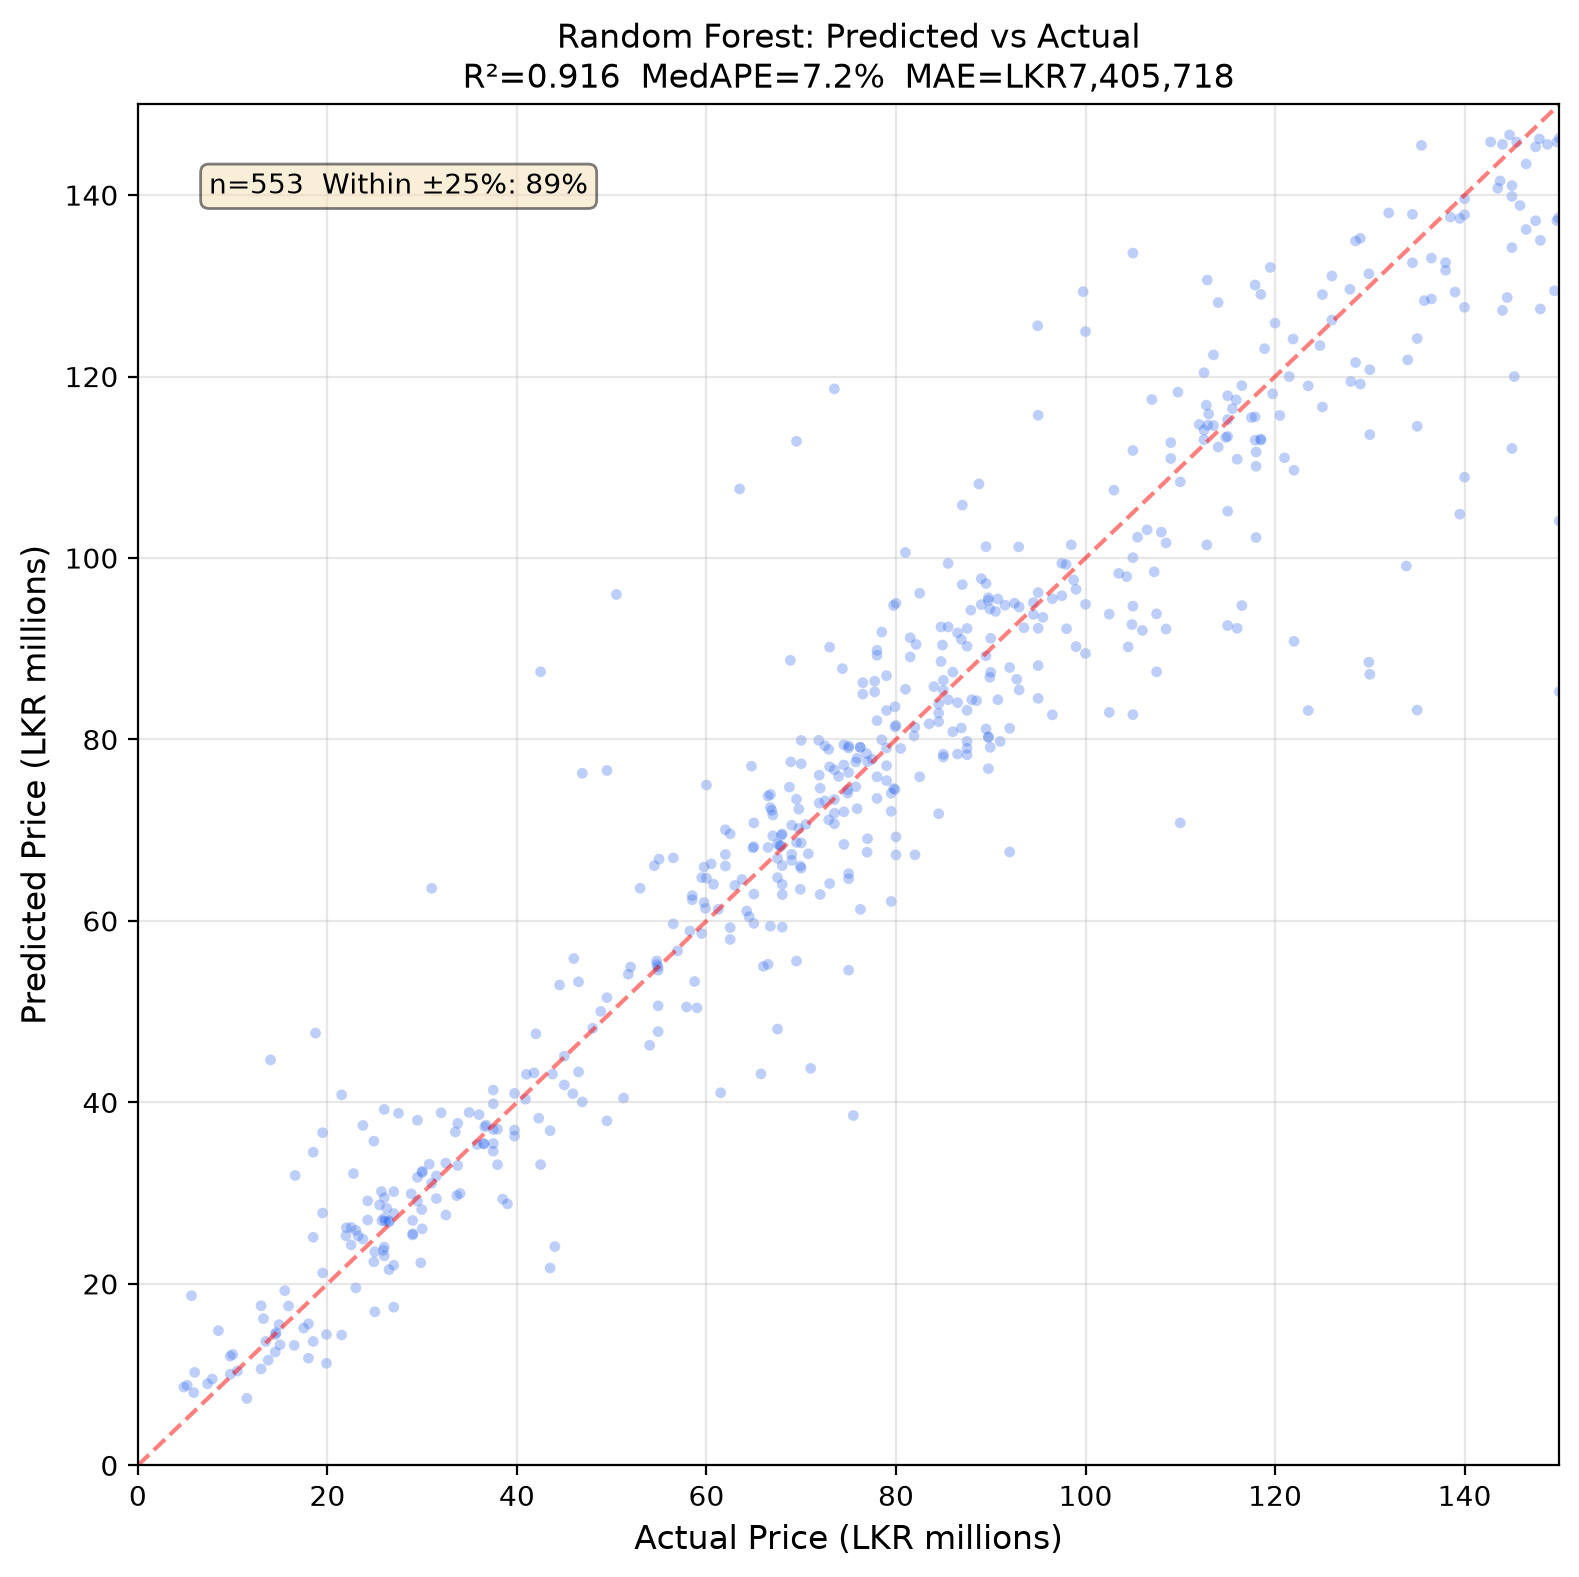 Random Forest: Predicted vs Actual
R²=0.916  MedAPE=7.2%  MAE=LKR7,405,718
n=553  Within ±25%: 89%
Predicted Price (LKR millions)
140
120
100
80
60
40
20
0
0 20 40 60 80 100 120 140
Actual Price (LKR millions)